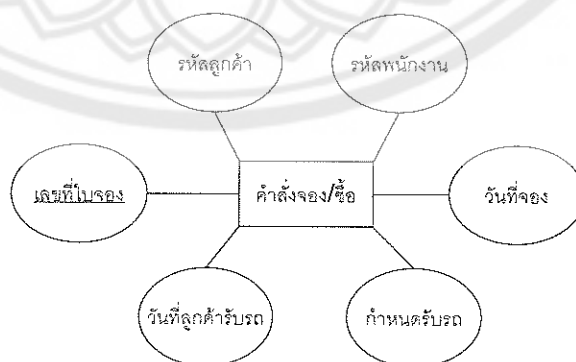 รหัสลูกค้า
รหัสพนักงาน
เลขที่ใบจอง
คำสั่งจอง/ซื้อ
วันที่จอง
วันที่ลูกค้ารับรถ
กำหนดรับรถ